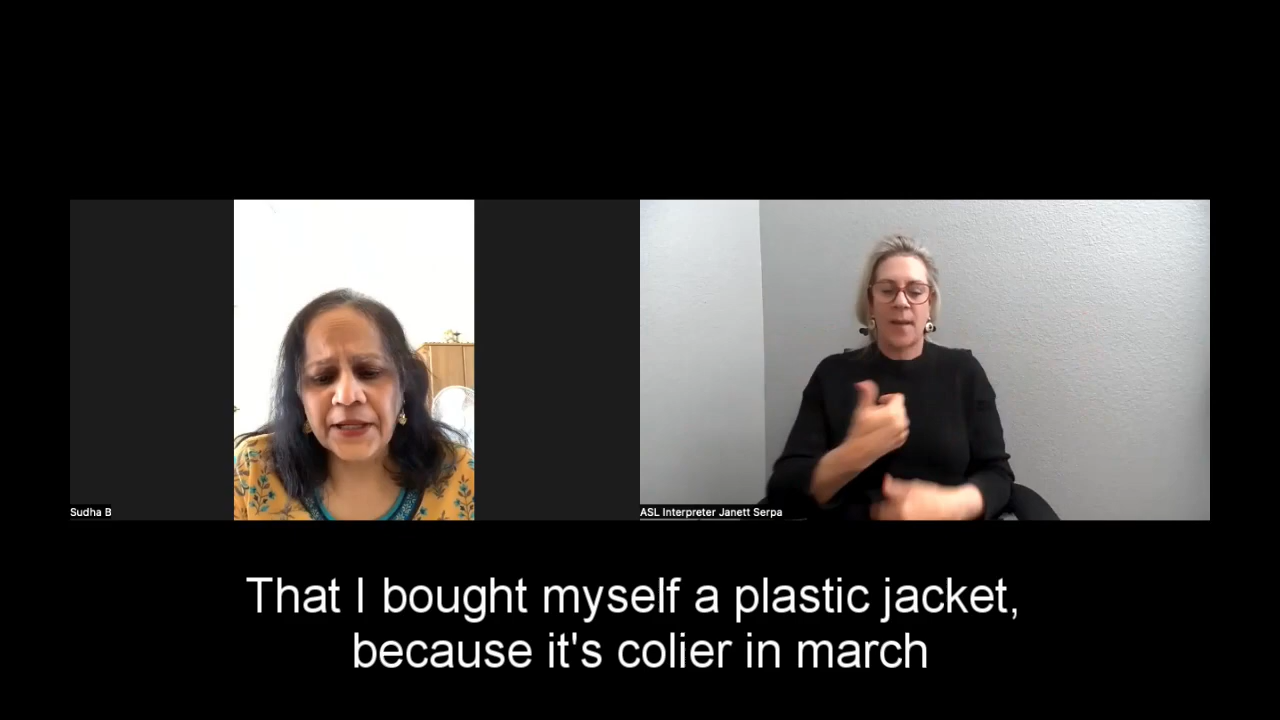 Sudha B
ASL Interpreter Janett Serpa
That I bought myself a plastic jacket,
because it's colier in march